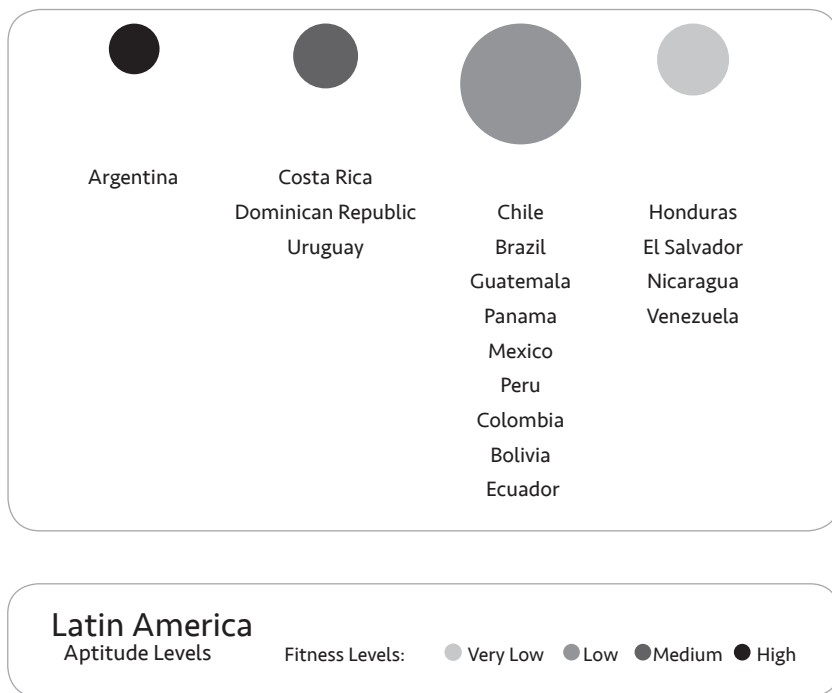 Argentina
Costa Rica
Dominican Republic
Uruguay
Chile
Brazil
Guatemala
Panama
Mexico
Peru
Colombia
Bolivia
Ecuador
Honduras
El Salvador
Nicaragua
Venezuela
Latin America
Aptitude Levels
Fitness Levels: Very Low Low Medium High